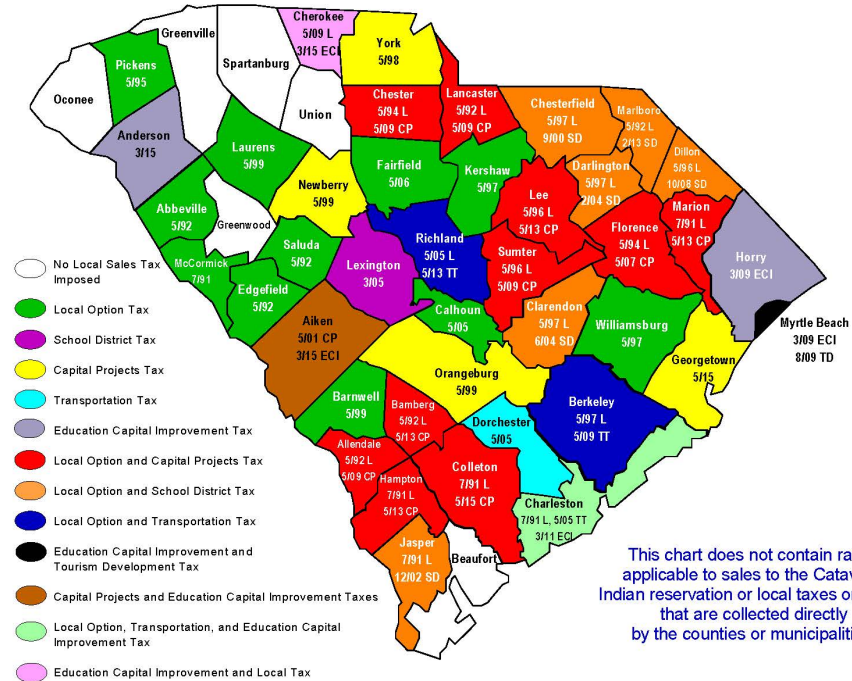 Cherokee
5/09 L
3/15 ECI
Greenville
York
5/98
Pickens
5/95
Spartanburg
Oconee
Union
Chester
5/94 L
5/09 CP
Lancaster
5/92 L
5/09 CP
Chesterfield
5/97 L
9/00 SD
Marlboro
5/92 L
2/13 SD
Anderson
3/15
Laurens
5/99
Fairfield
5/06
Kershaw
5/97
Darlington
5/97 L
2/04 SD
Dillon
5/96 L
10/08 SD
Newberry
5/99
Lee
5/96 L
5/13 CP
Marion
7/91 L
5/13 CP
Abbeville
5/92
Greenwood
Florence
5/94 L
5/07 CP
Saluda
5/92
Richland
5/05 L
5/13 TT
Sumter
5/96 L
5/09 CP
Horry
3/09 ECI
McCormick
7/91
Edgefield
5/92
Lexington
3/05
Calhoun
5/05
Clarendon
5/97 L
6/04 SD
Williamsburg
5/97
Myrtle Beach
3/09 ECI
8/09 TD
Aiken
5/01 CP
3/15 ECI
Georgetown
5/15
Orangeburg
5/99
Barnwell
5/99
Bamberg
5/92 L
5/13 CP
Berkeley
5/97 L
5/09 TT
Dorchester
5/05
Allendale
5/92 L
5/09 CP
Colleton
7/91 L
5/15 CP
Hampton
7/91 L
5/13 CP
Charleston
7/91 L, 5/05 TT
3/11 ECI
Jasper
7/91 L
12/02 SD
Beaufort
No Local Sales Tax
Imposed
Local Option Tax
School District Tax
Capital Projects Tax
Transportation Tax
Education Capital Improvement Tax
Local Option and Capital Projects Tax
Local Option and School District Tax
Local Option and Transportation Tax
Education Capital Improvement and
Tourism Development Tax
Capital Projects and Education Capital Improvement Taxes
Local Option, Transportation, and Education Capital
Improvement Tax
Education Capital Improvement and Local Tax
This chart does not contain ra
applicable to sales to the Catav
Indian reservation or local taxes or
that are collected directly
by the counties or municipaliti